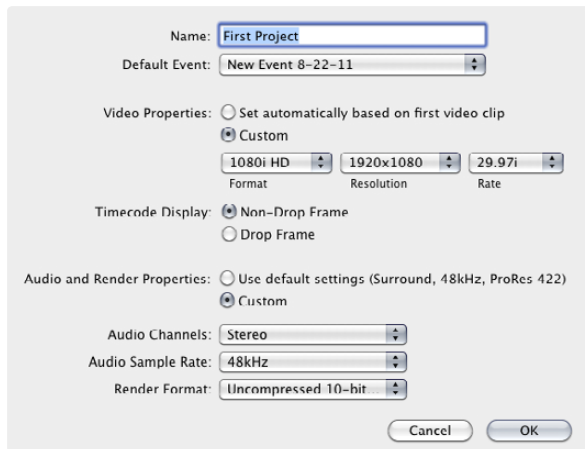 Name: First Project
Default Event: New Event 8-22-11
Video Properties: Set automatically based on first video clip
Custom
1080i HD 1920x1080 29.97i
Format Resolution Rate
Timecode Display: Non-Drop Frame
Drop Frame
Audio and Render Properties: Use default settings (Surround, 48kHz, ProRes 422)
Custom
Audio Channels: Stereo
Audio Sample Rate: 48kHz
Render Format: Uncompressed 10-bit...
Cancel OK